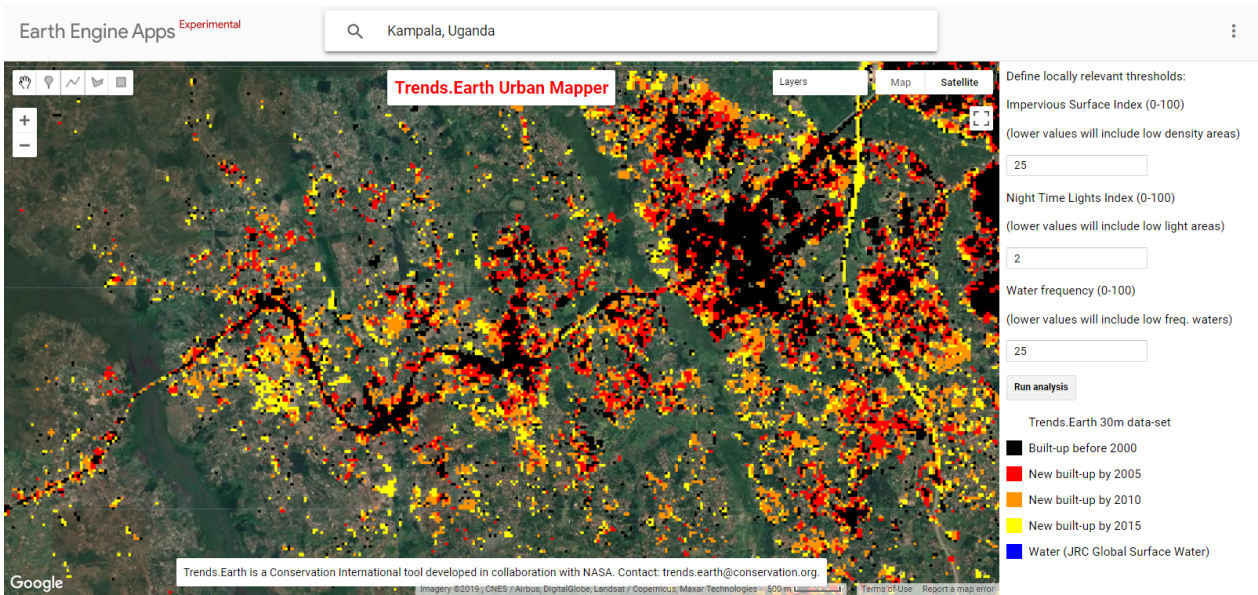 Earth Engine Apps Experimental
Kampala, Uganda
Trends.Earth Urban Mapper
Layers
Map
Satellite
Define locally relevant thresholds:
Impervious Surface Index (0-100)
(lower values will include low density areas)
25
Night Time Lights Index (0-100)
(lower values will include low light areas)
2
Water frequency (0-100)
(lower values will include low freq. waters)
25
Run analysis
Trends.Earth 30m data-set
Built-up before 2000
New built-up by 2005
New built-up by 2010
New built-up by 2015
Water (JRC Global Surface Water)
Trends.Earth is a Conservation International tool developed in collaboration with NASA. Contact: trends.earth@conservation.org.
Google
Imagery ©2019 , CNES / Airbus, DigitalGlobe, Landsat / Copernicus, Maxar Technologies
500 m
Terms of Use
Report a map error